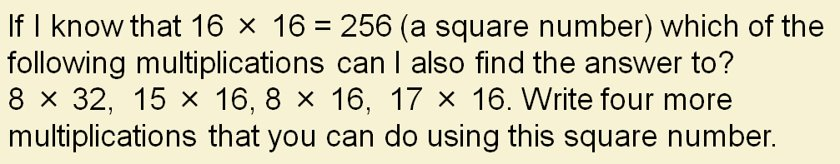 If I know that 16 × 16 = 256 (a square number) which of the
following multiplications can I also find the answer to?
8 × 32, 15 × 16, 8 × 16, 17 × 16. Write four more
multiplications that you can do using this square number.